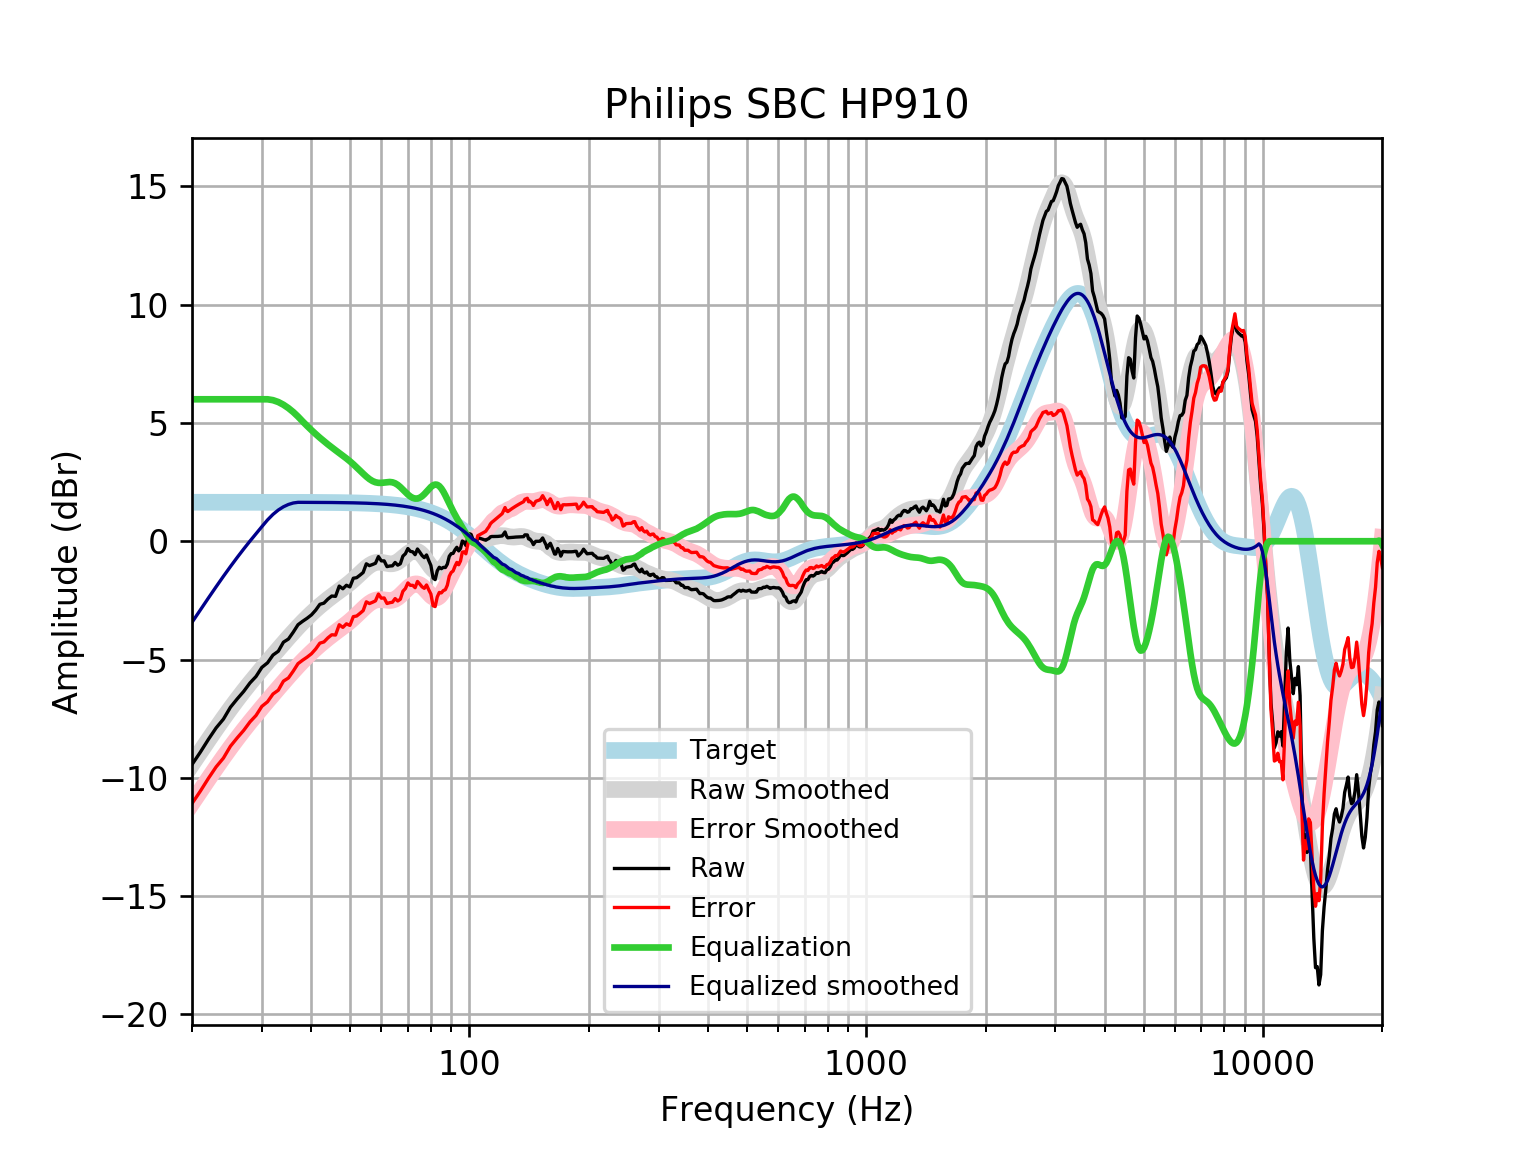 Philips SBC HP910
15
10
5
0
−5
−10
−15
−20
Amplitude (dBr)
100
1000
10000
Frequency (Hz)
Target
Raw Smoothed
Error Smoothed
Raw
Error
Equalization
Equalized smoothed